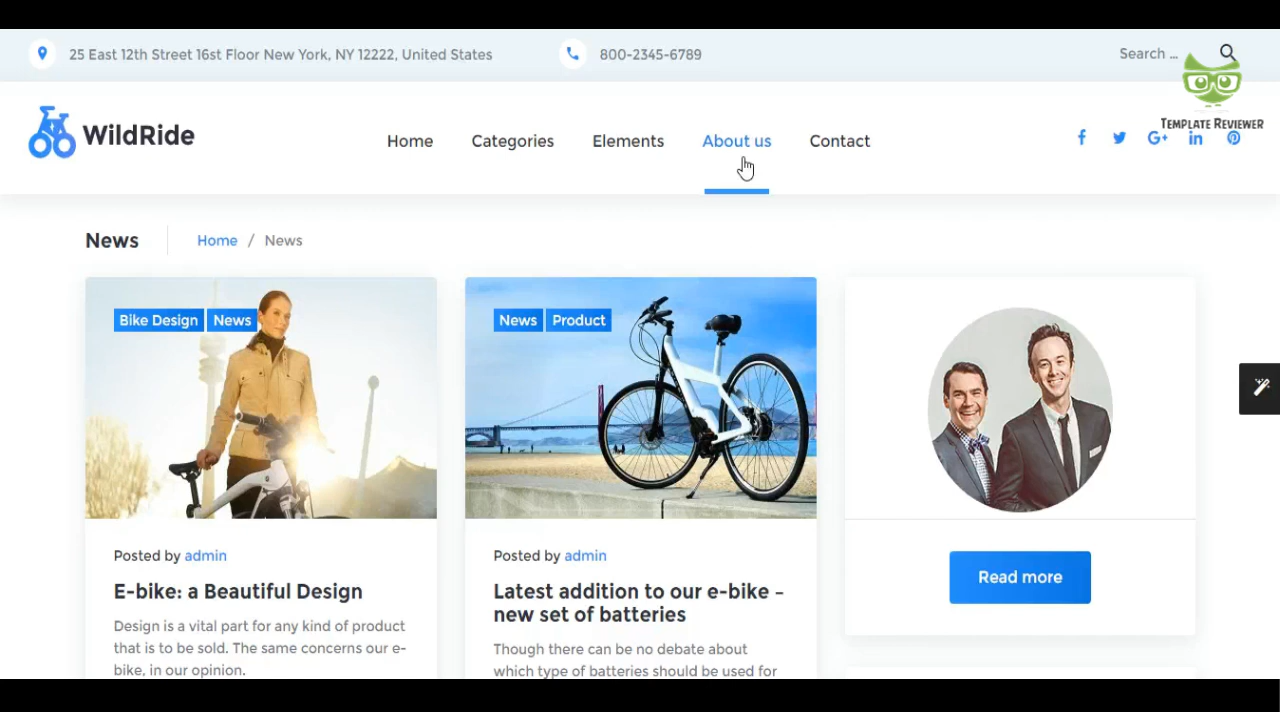 25 East 12th Street 16st Floor New York, NY 12222, United States
800-2345-6789
Search ...
TEMPLATE REVIEWER
WildRide
Home
Categories
Elements
About us
Contact
News
Home / News
Bike Design
News
News
Product
Posted by admin
E-bike: a Beautiful Design
Design is a vital part for any kind of product
that is to be sold. The same concerns our e-
bike, in our opinion.
Posted by admin
Latest addition to our e-bike –
new set of batteries
Though there can be no debate about
which type of batteries should be used for
Read more